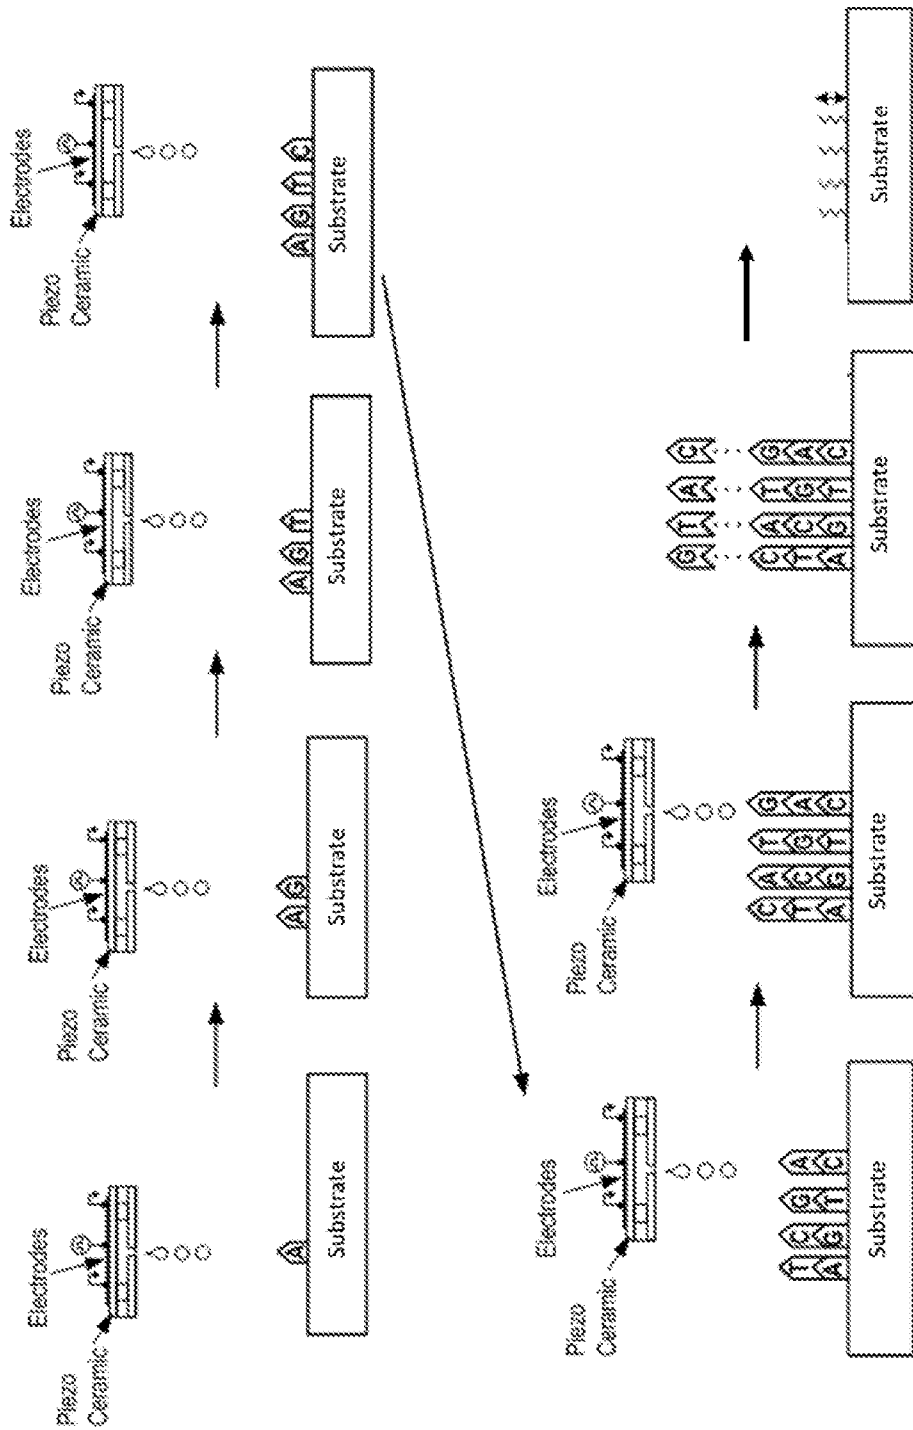 Electrodes
Piezo
Ceramic
A
Substrate
Electrodes
Piezo
Ceramic
A G
Substrate
Electrodes
Piezo
Ceramic
A G T
Substrate
Electrodes
Piezo
Ceramic
A G T C
Substrate
Electrodes
Piezo
Ceramic
T C G A
A G T C
Substrate
Electrodes
Piezo
Ceramic
C A T G
T C G A
A G T C
Substrate
G T A C
C A T G
T C G A
A G T C
Substrate
Substrate